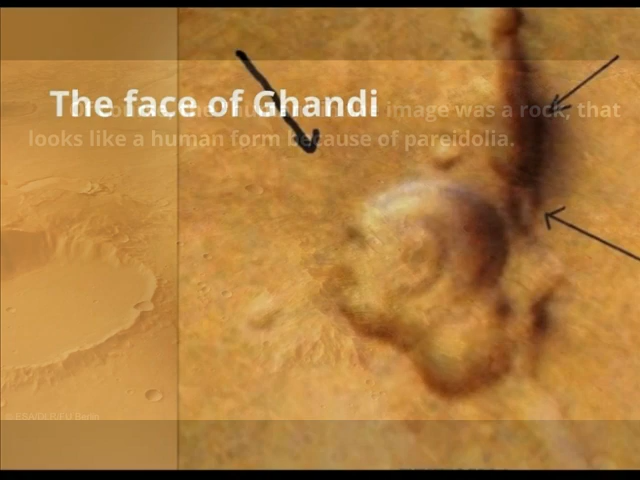 The face of Ghandi
image was a rock, that
looks like a human form because of pareidolia.
© ESA/DLR/FU Berlin